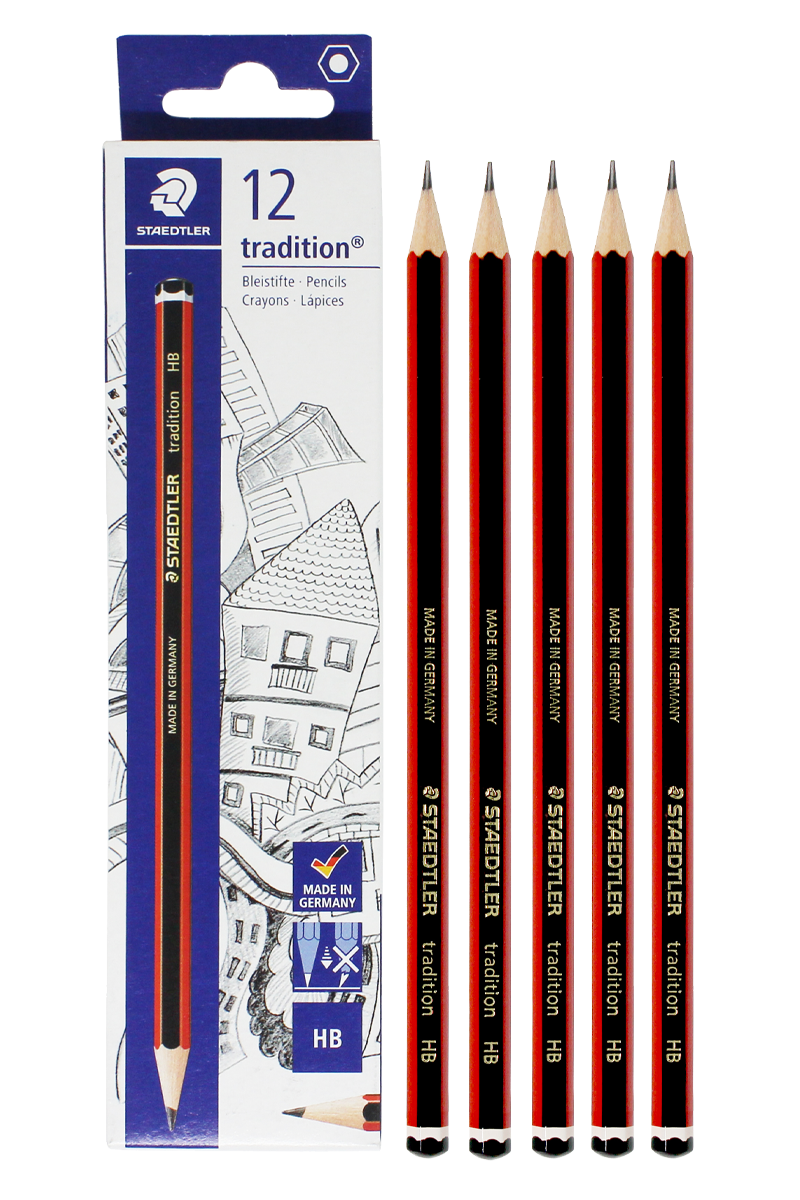 STAEDTLER
12
tradition®
Bleistifte · Pencils
Crayons · Lápices
MADE IN GERMANY STAEDTLER tradition HB
MADE IN
GERMANY
HB
MADE IN GERMANY STAEDTLER tradition HB
MADE IN GERMANY STAEDTLER tradition HB
MADE IN GERMANY STAEDTLER tradition HB
MADE IN GERMANY STAEDTLER tradition HB
MADE IN GERMANY STAEDTLER tradition HB